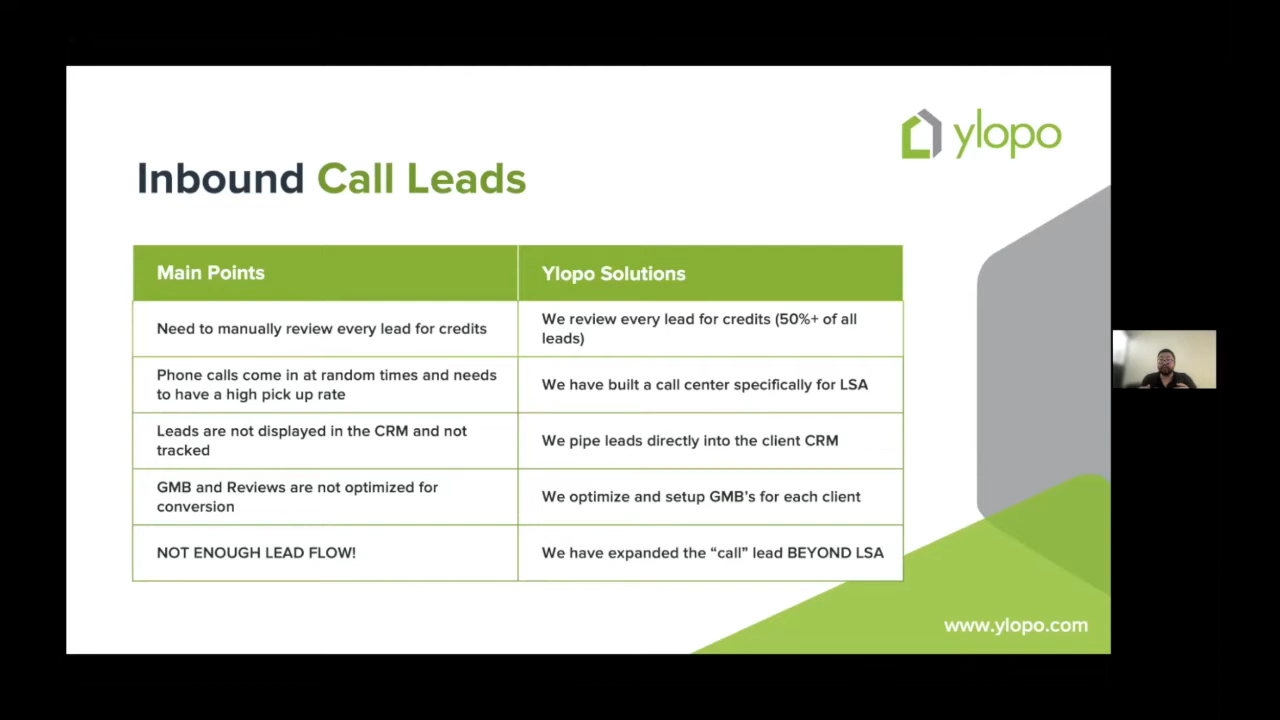 ylopo
Inbound Call Leads
Main Points
Ylopo Solutions
Need to manually review every lead for credits
We review every lead for credits (50%+ of all
leads)
Phone calls come in at random times and needs
to have a high pick up rate
We have built a call center specifically for LSA
Leads are not displayed in the CRM and not
tracked
We pipe leads directly into the client CRM
GMB and Reviews are not optimized for
conversion
We optimize and setup GMB's for each client
NOT ENOUGH LEAD FLOW!
We have expanded the “call” lead BEYOND LSA
www.ylopo.com